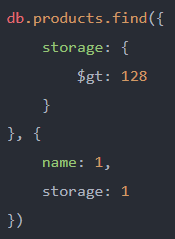 db.products.find({
    storage: {
        $gt: 128
    }
}, {
    name: 1,
    storage: 1
})